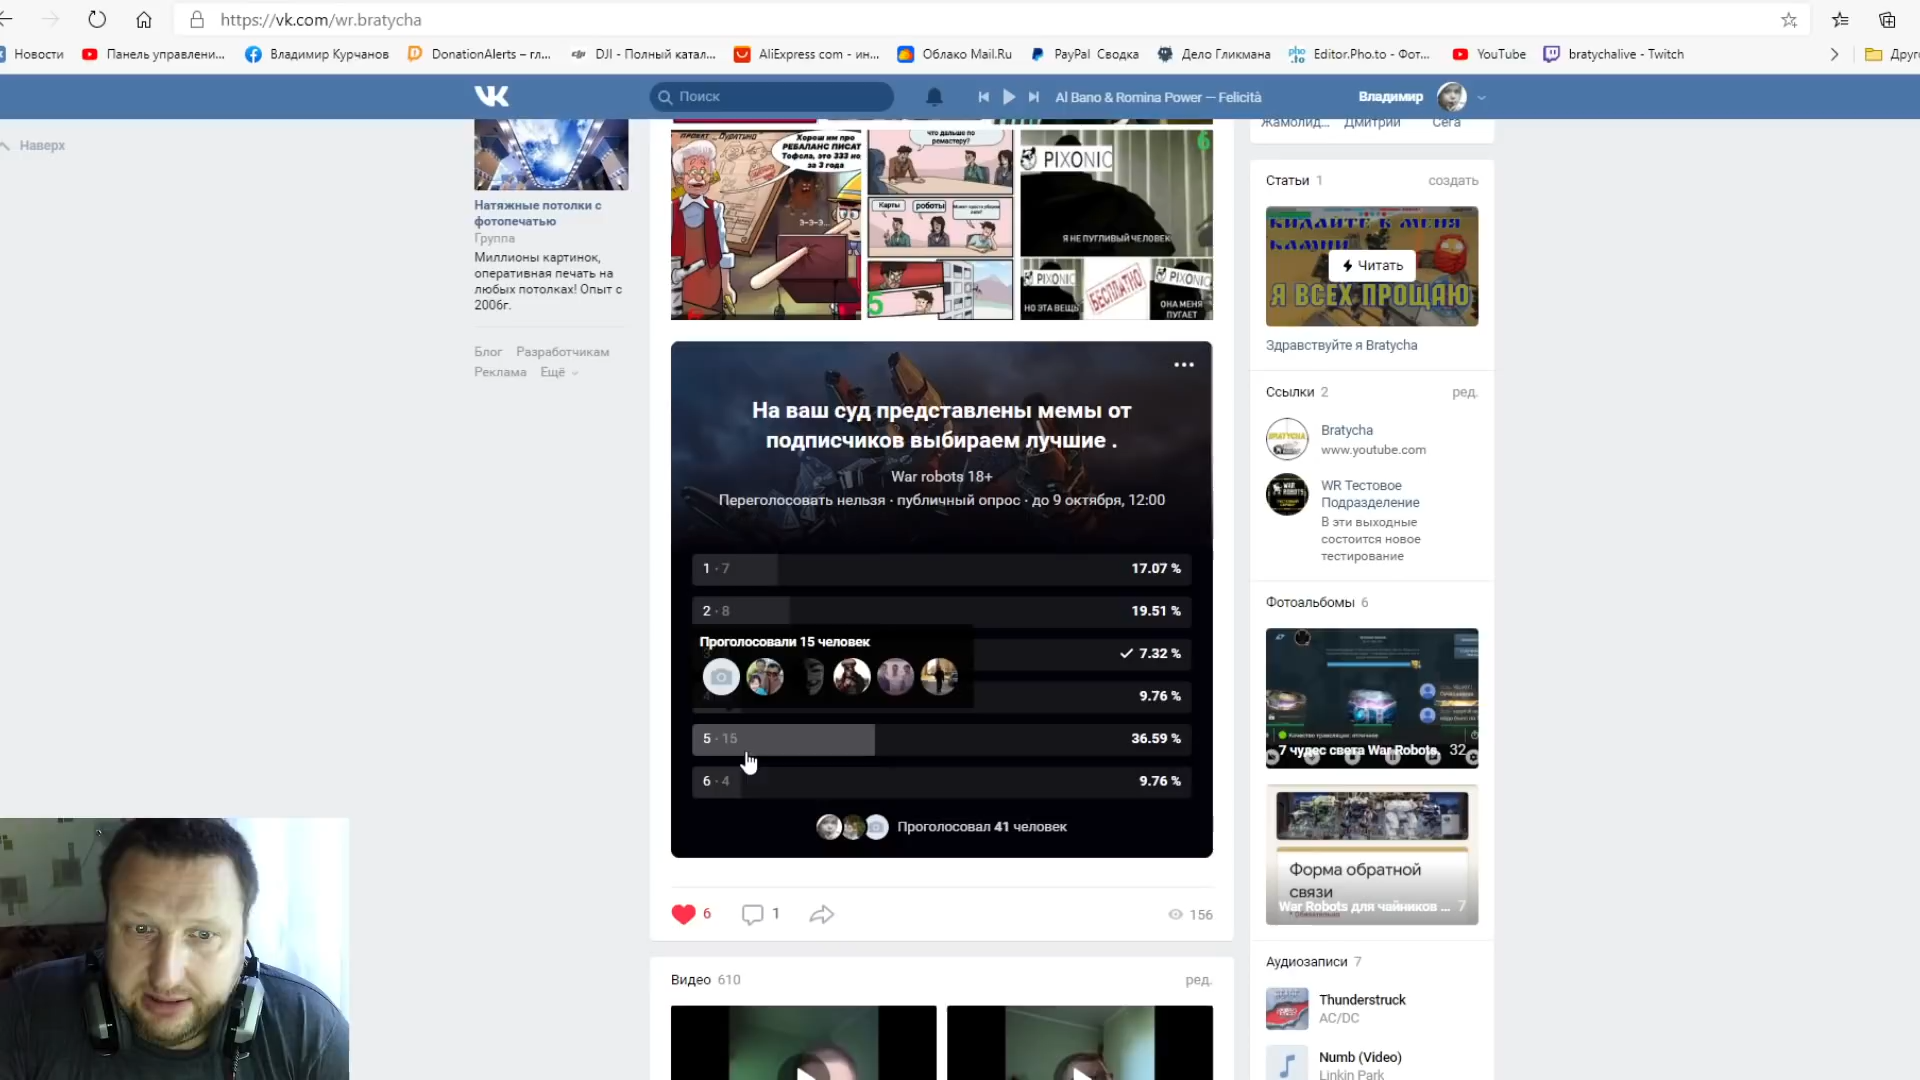 https://vk.com/wr.bratycha
Новости
Панель управлени...
Владимир Курчанов
DonationAlerts – гл...
DJI - Полный катал...
AliExpress com - ин...
Облако Mail.Ru
PayPal Сводка
Дело Гликмана
Editor.Pho.to - Фот...
YouTube
bratychalive - Twitch
Друго
Поиск
Al Bano & Romina Power – Felicità
Владимир
Наверх
Натяжные потолки с
фотопечатью
Группа
Миллионы картинок,
оперативная печать на
любых потолках! Опыт с
2006г.
Блог Разработчикам
Реклама Ещё
ПРОЕКТ
Хорош им про
РЕБАЛАНС ПИСАТ
за 3 года
Э-Э-Э...
что дальше по
ремастеру?
Карты
роботы
5
PIXONIC
6
Я НЕ ПУГЛИВЫЙ ЧЕЛОВЕК
PIXONIC
НО ЭТА ВЕЩЬ
БЕСПЛАТНО
PIXONIC
ОНА МЕНЯ
ПУГАЕТ
На ваш суд представлены мемы от
подписчиков выбираем лучшие .
War robots 18+
Переголосовать нельзя · публичный опрос · до 9 октября, 12:00
1 · 7 17.07 %
2 · 8 19.51 %
Проголосовали 15 человек
7.32 %
9.76 %
5 · 15 36.59 %
6 · 4 9.76 %
Проголосовал 41 человек
6
1
156
Видео 610
ред.
Жамолид... Дмитрий Сега
Статьи 1
создать
КИДАЙТЕ К МЕНЯ
КАМНИ
Читать
Я ВСЕХ ПРОЩАЮ
Здравствуйте я Bratycha
Ссылки 2
ред.
Bratycha
www.youtube.com
WR Тестовое
Подразделение
В эти выходные
состоится новое
тестирование
Фотоальбомы 6
7 чудес света War Robots. 32
Форма обратной
связи
War Robots для чайников ... 7
Аудиозаписи 7
Thunderstruck
AC/DC
Numb (Video)
Linkin Park